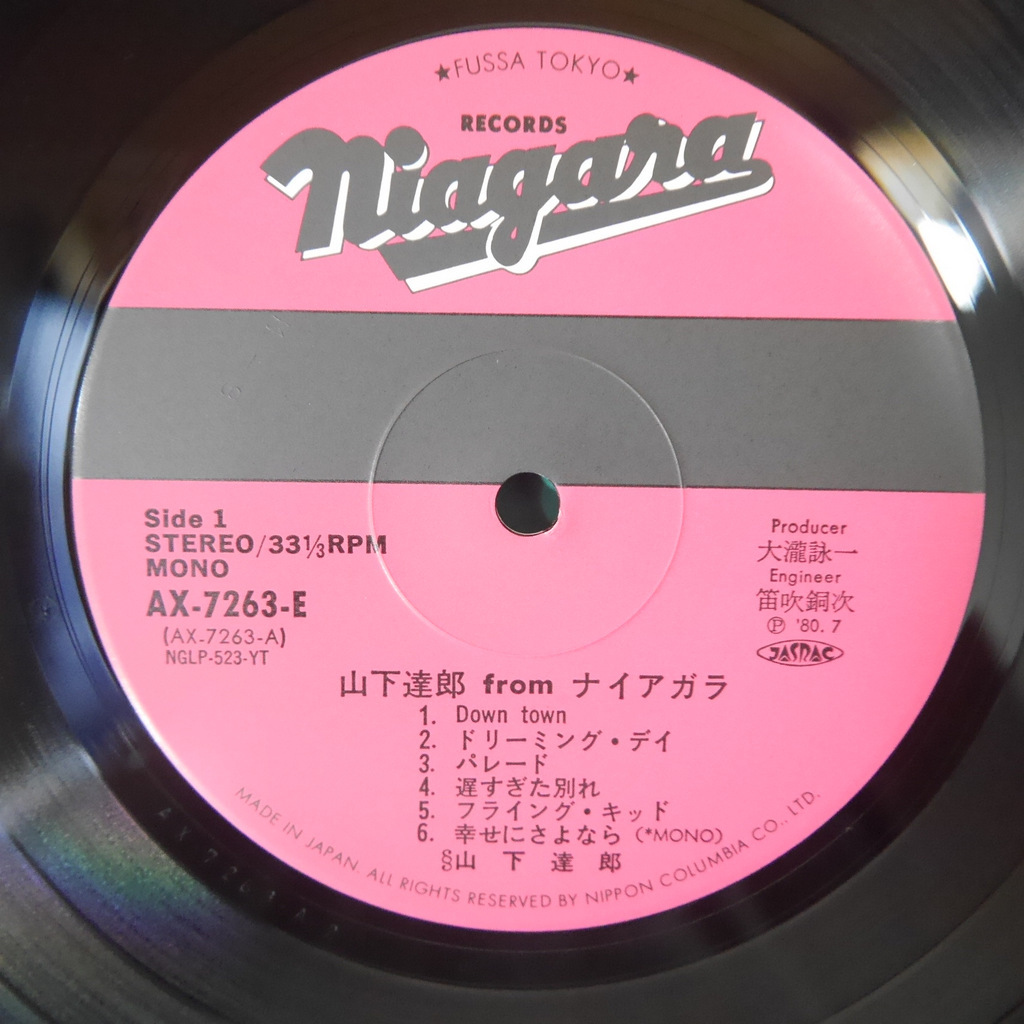 ★FUSSA TOKYO★
RECORDS
Niagara
Side 1
STEREO/33 1/3 RPM
MONO
AX-7263-E
(AX-7263-A)
NGLP-523-YT
Producer
大瀧詠一
Engineer
笛吹銅次
Ⓟ '80. 7
JASRAC
山下達郎 from ナイアガラ
1. Down town
2. ドリーミング・デイ
3. パレード
4. 遅すぎた別れ
5. フライング・キッド
6. 幸せにさよなら (*MONO)
§山下達郎
MADE IN JAPAN. ALL RIGHTS RESERVED BY NIPPON COLUMBIA CO., LTD.